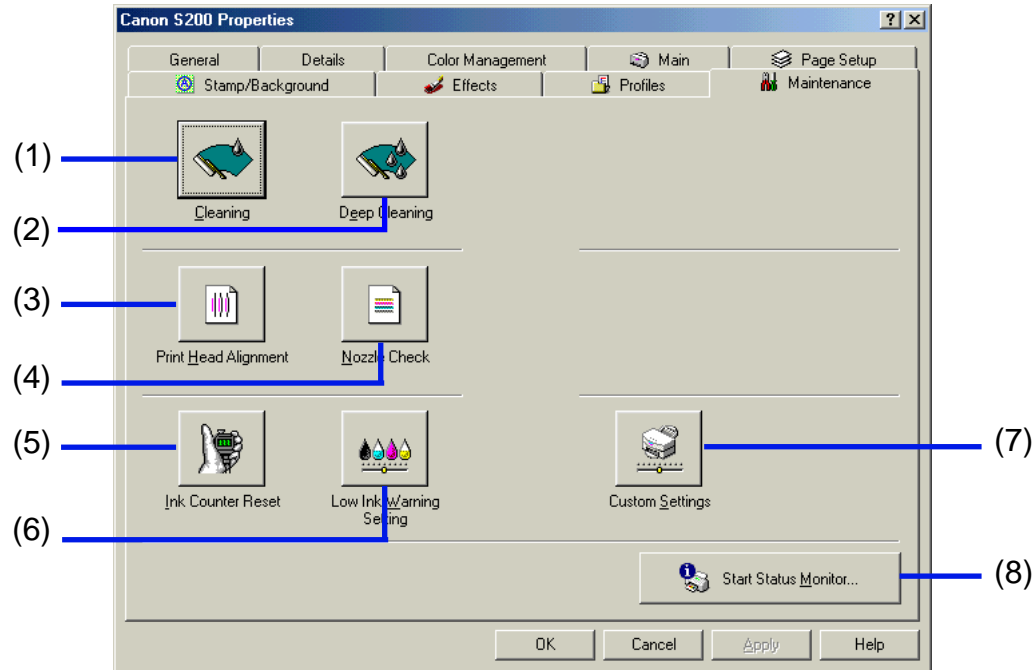 Canon S200 Properties
General Details Color Management Main Page Setup
Stamp/Background Effects Profiles Maintenance
(1)
Cleaning Deep Cleaning
(2)
(3)
Print Head Alignment Nozzle Check
(4)
(5)
(7)
Ink Counter Reset Low Ink Warning Setting Custom Settings
(6)
Start Status Monitor...
(8)
OK Cancel Apply Help